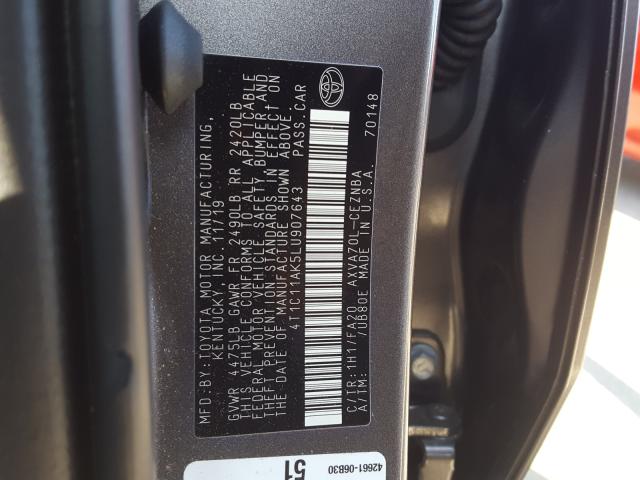 MFD. BY: TOYOTA MOTOR MANUFACTURING,
KENTUCKY, INC. 11/19
GVWR 4475LB GAWR FR 2490LB RR 2420LB
THIS VEHICLE CONFORMS TO ALL APPLICABLE
FEDERAL MOTOR VEHICLE SAFETY, BUMPER, AND
THEFT PREVENTION STANDARDS IN EFFECT ON
THE DATE OF MANUFACTURE SHOWN ABOVE.
4T1C11AK5LU907643 PASS.CAR
C/TR: 1H1/FA20 AXVA70L-CEZNBA
A/TM: /UB80E MADE IN U.S.A. 70148
42661-06B30
51